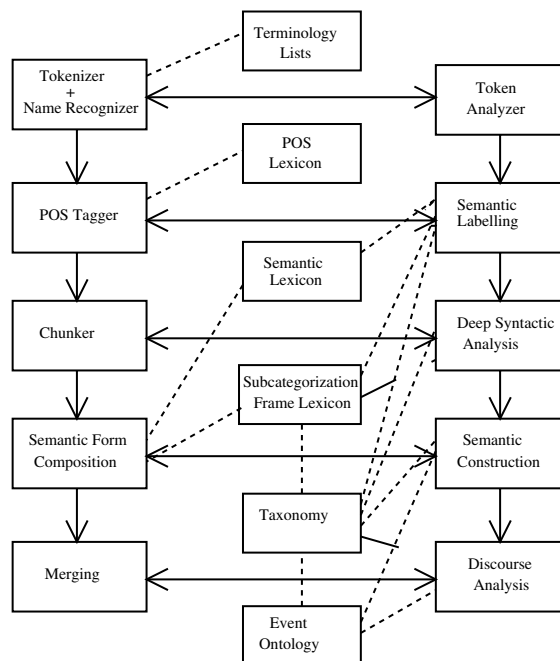 Terminology
Lists
Tokenizer
+
Name Recognizer
Token
Analyzer
POS
Lexicon
POS Tagger
Semantic
Labelling
Semantic
Lexicon
Chunker
Deep Syntactic
Analysis
Subcategorization
Frame Lexicon
Semantic Form
Composition
Semantic
Construction
Taxonomy
Merging
Discourse
Analysis
Event
Ontology